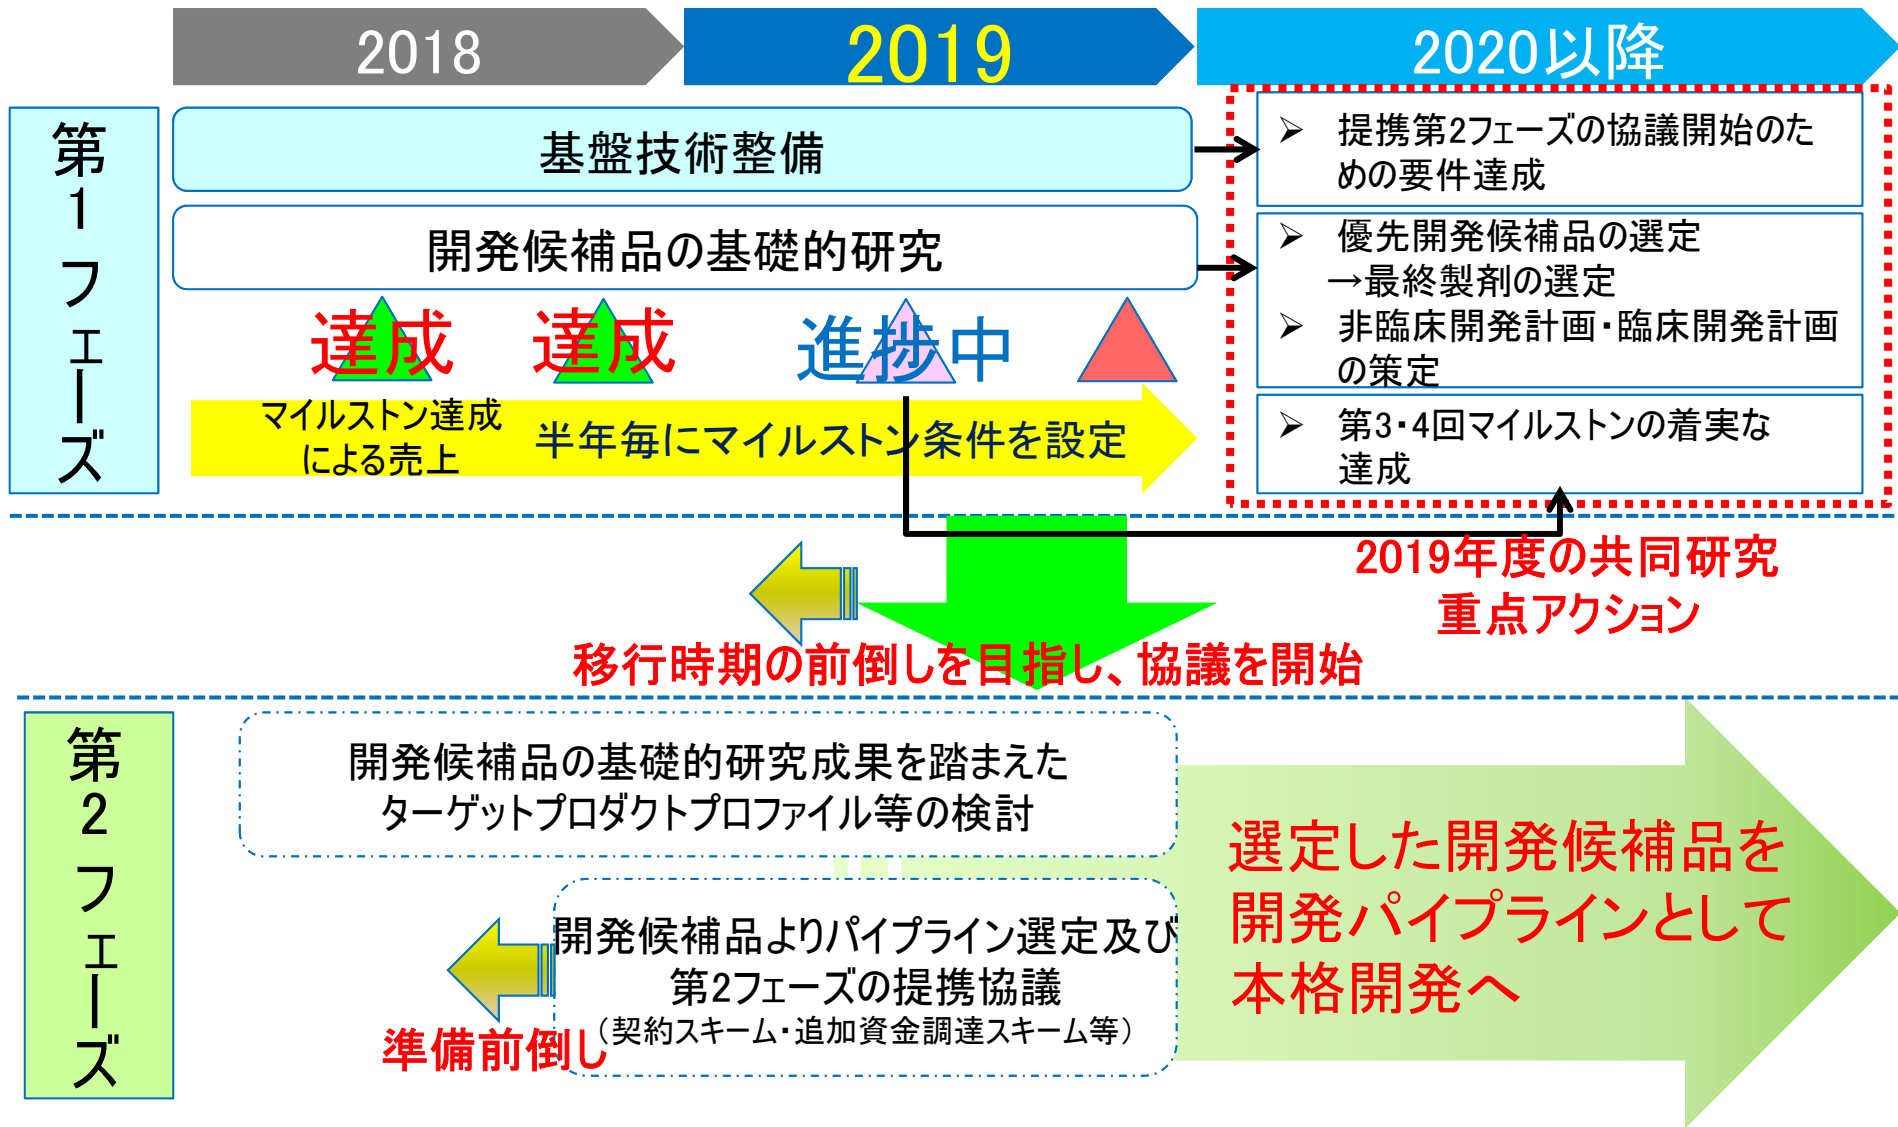 2018
2019
2020以降
第1フェーズ
基盤技術整備
開発候補品の基礎的研究
達成
達成
進捗中
マイルストン達成
による売上
半年毎にマイルストン条件を設定
➢ 提携第2フェーズの協議開始のた
めの要件達成
➢ 優先開発候補品の選定
→最終製剤の選定
➢ 非臨床開発計画・臨床開発計画
の策定
➢ 第3・4回マイルストンの着実な
達成
2019年度の共同研究
重点アクション
移行時期の前倒しを目指し、協議を開始
第2フェーズ
開発候補品の基礎的研究成果を踏まえた
ターゲットプロダクトプロファイル等の検討
開発候補品よりパイプライン選定及び
第2フェーズの提携協議
（契約スキーム・追加資金調達スキーム等）
準備前倒し
選定した開発候補品を
開発パイプラインとして
本格開発へ